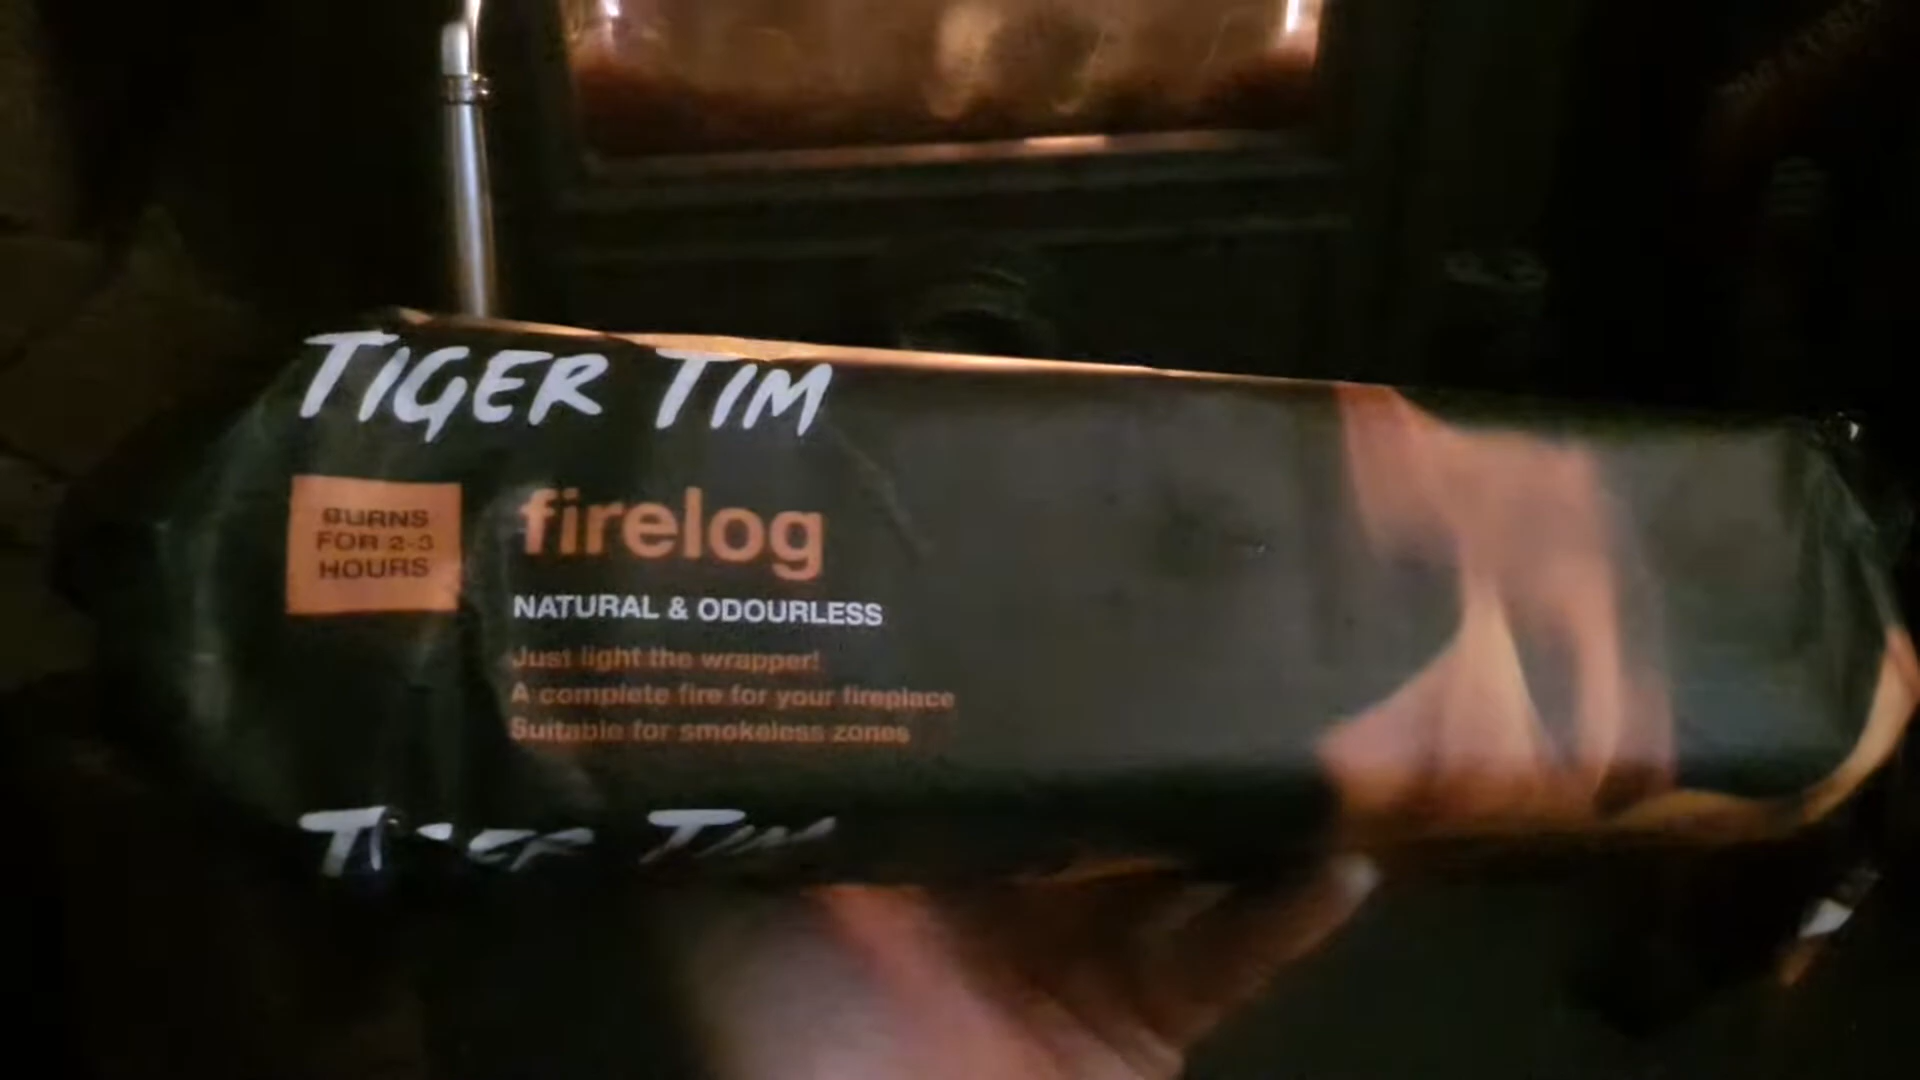 TIGER TIM
BURNS
FOR 2-3
HOURS
firelog
NATURAL & ODOURLESS
Just light the wrapper!
A complete fire for your fireplace
Suitable for smokeless zones
TIGER TIM